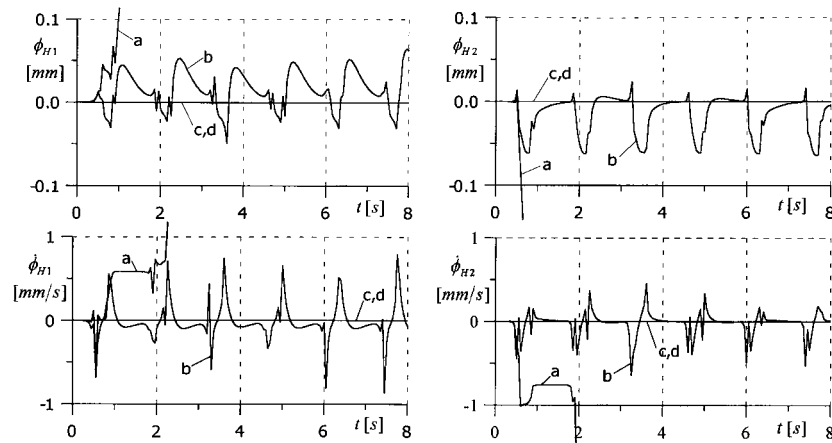 0.1
ϕH1
[mm]
0.0
-0.1
a
b
c,d
t [s]
0 2 4 6 8
0.1
ϕH2
[mm]
0.0
-0.1
c,d
a
b
t [s]
0 2 4 6 8
1
ϕ̇H1
[mm/s]
0
-1
a
b
c,d
t [s]
0 2 4 6 8
1
ϕ̇H2
[mm/s]
0
-1
a
b
c,d
t [s]
0 2 4 6 8